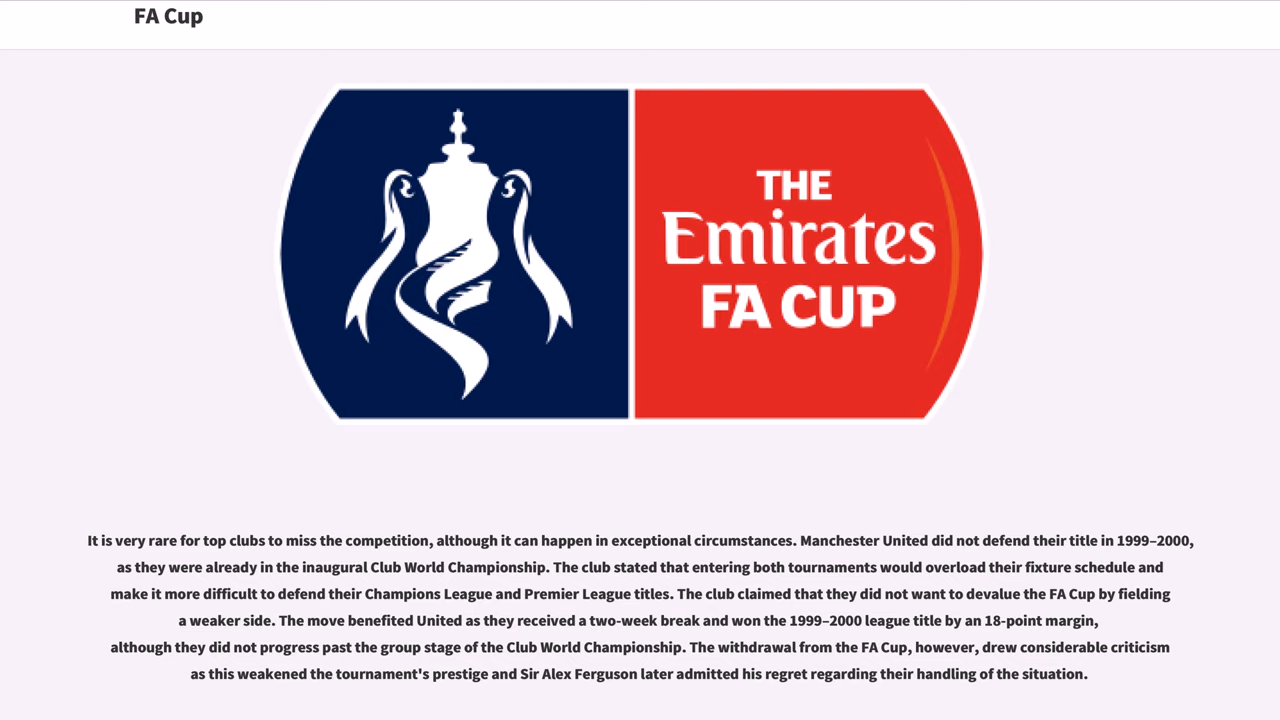 FA Cup
THE
Emirates
FA CUP
It is very rare for top clubs to miss the competition, although it can happen in exceptional circumstances. Manchester United did not defend their title in 1999–2000,
as they were already in the inaugural Club World Championship. The club stated that entering both tournaments would overload their fixture schedule and
make it more difficult to defend their Champions League and Premier League titles. The club claimed that they did not want to devalue the FA Cup by fielding
a weaker side. The move benefited United as they received a two-week break and won the 1999–2000 league title by an 18-point margin,
although they did not progress past the group stage of the Club World Championship. The withdrawal from the FA Cup, however, drew considerable criticism
as this weakened the tournament's prestige and Sir Alex Ferguson later admitted his regret regarding their handling of the situation.